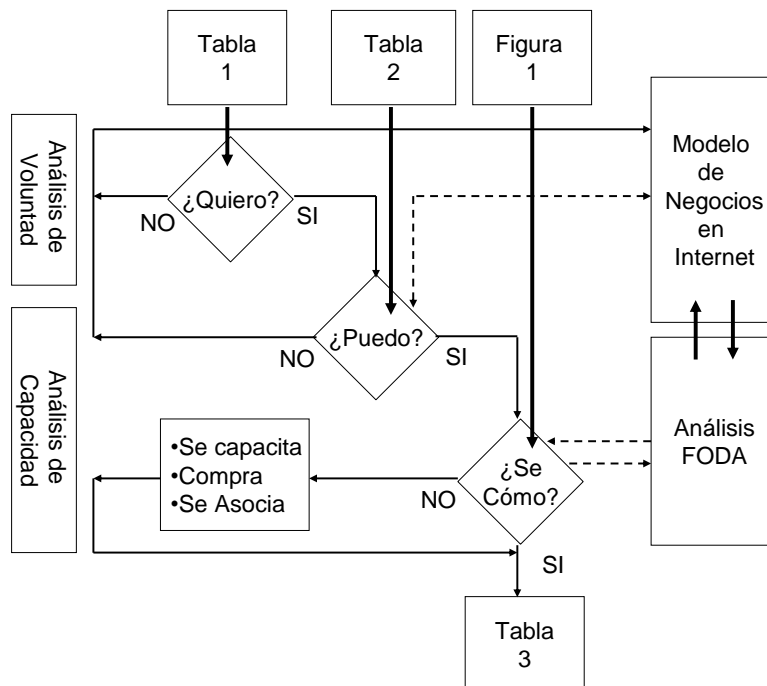 Tabla
1
Tabla
2
Figura
1
Análisis de
Voluntad
¿Quiero?
NO
SI
Modelo
de
Negocios
en
Internet
¿Puedo?
NO
SI
Análisis de
Capacidad
•Se capacita
•Compra
•Se Asocia
¿Se
Cómo?
NO
SI
Análisis
FODA
Tabla
3